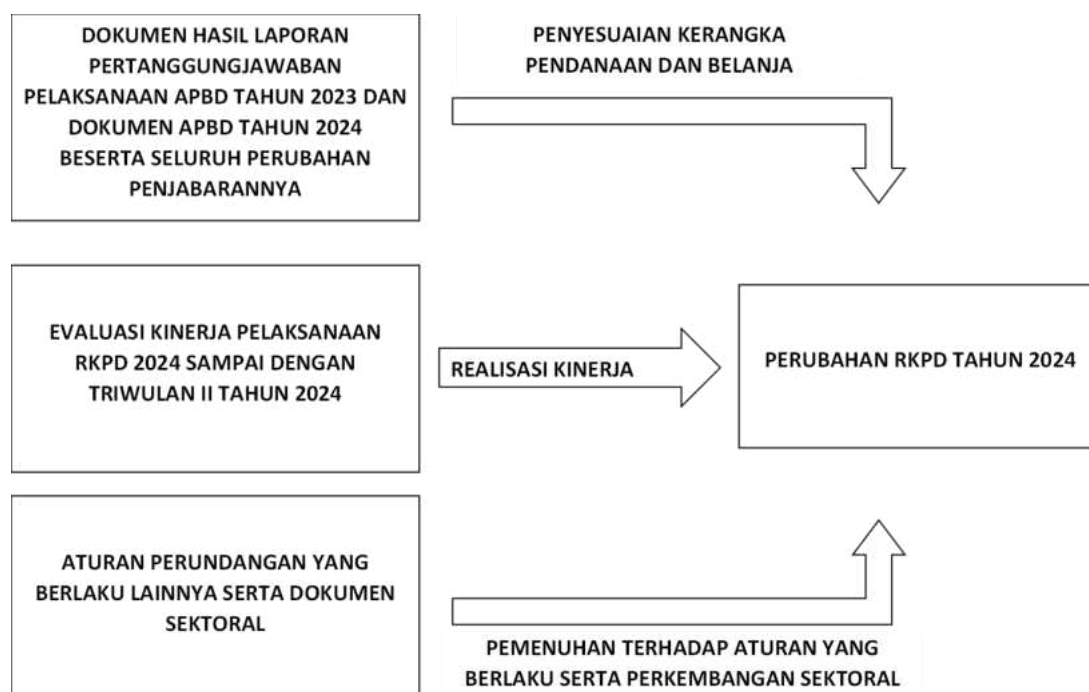 DOKUMEN HASIL LAPORAN
PERTANGGUNGJAWABAN
PELAKSANAAN APBD TAHUN 2023 DAN
DOKUMEN APBD TAHUN 2024
BESERTA SELURUH PERUBAHAN
PENJABARANNYA
PENYESUAIAN KERANGKA
PENDANAAN DAN BELANJA
EVALUASI KINERJA PELAKSANAAN
RKPD 2024 SAMPAI DENGAN
TRIWULAN II TAHUN 2024
REALISASI KINERJA
PERUBAHAN RKPD TAHUN 2024
ATURAN PERUNDANGAN YANG
BERLAKU LAINNYA SERTA DOKUMEN
SEKTORAL
PEMENUHAN TERHADAP ATURAN YANG
BERLAKU SERTA PERKEMBANGAN SEKTORAL